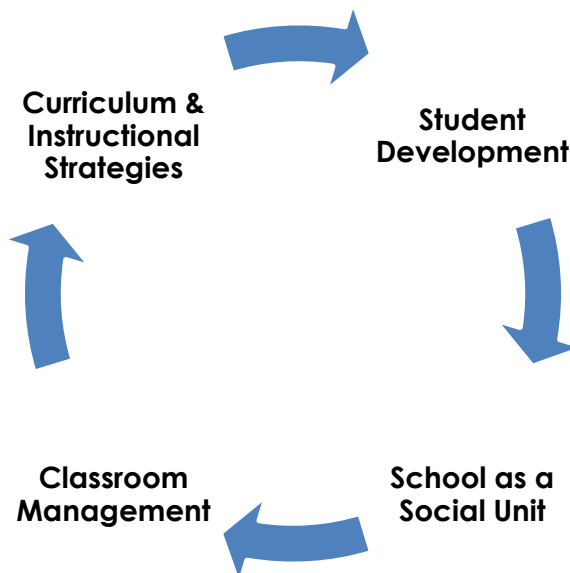 Curriculum &
Instructional
Strategies
Student
Development
School as a
Social Unit
Classroom
Management